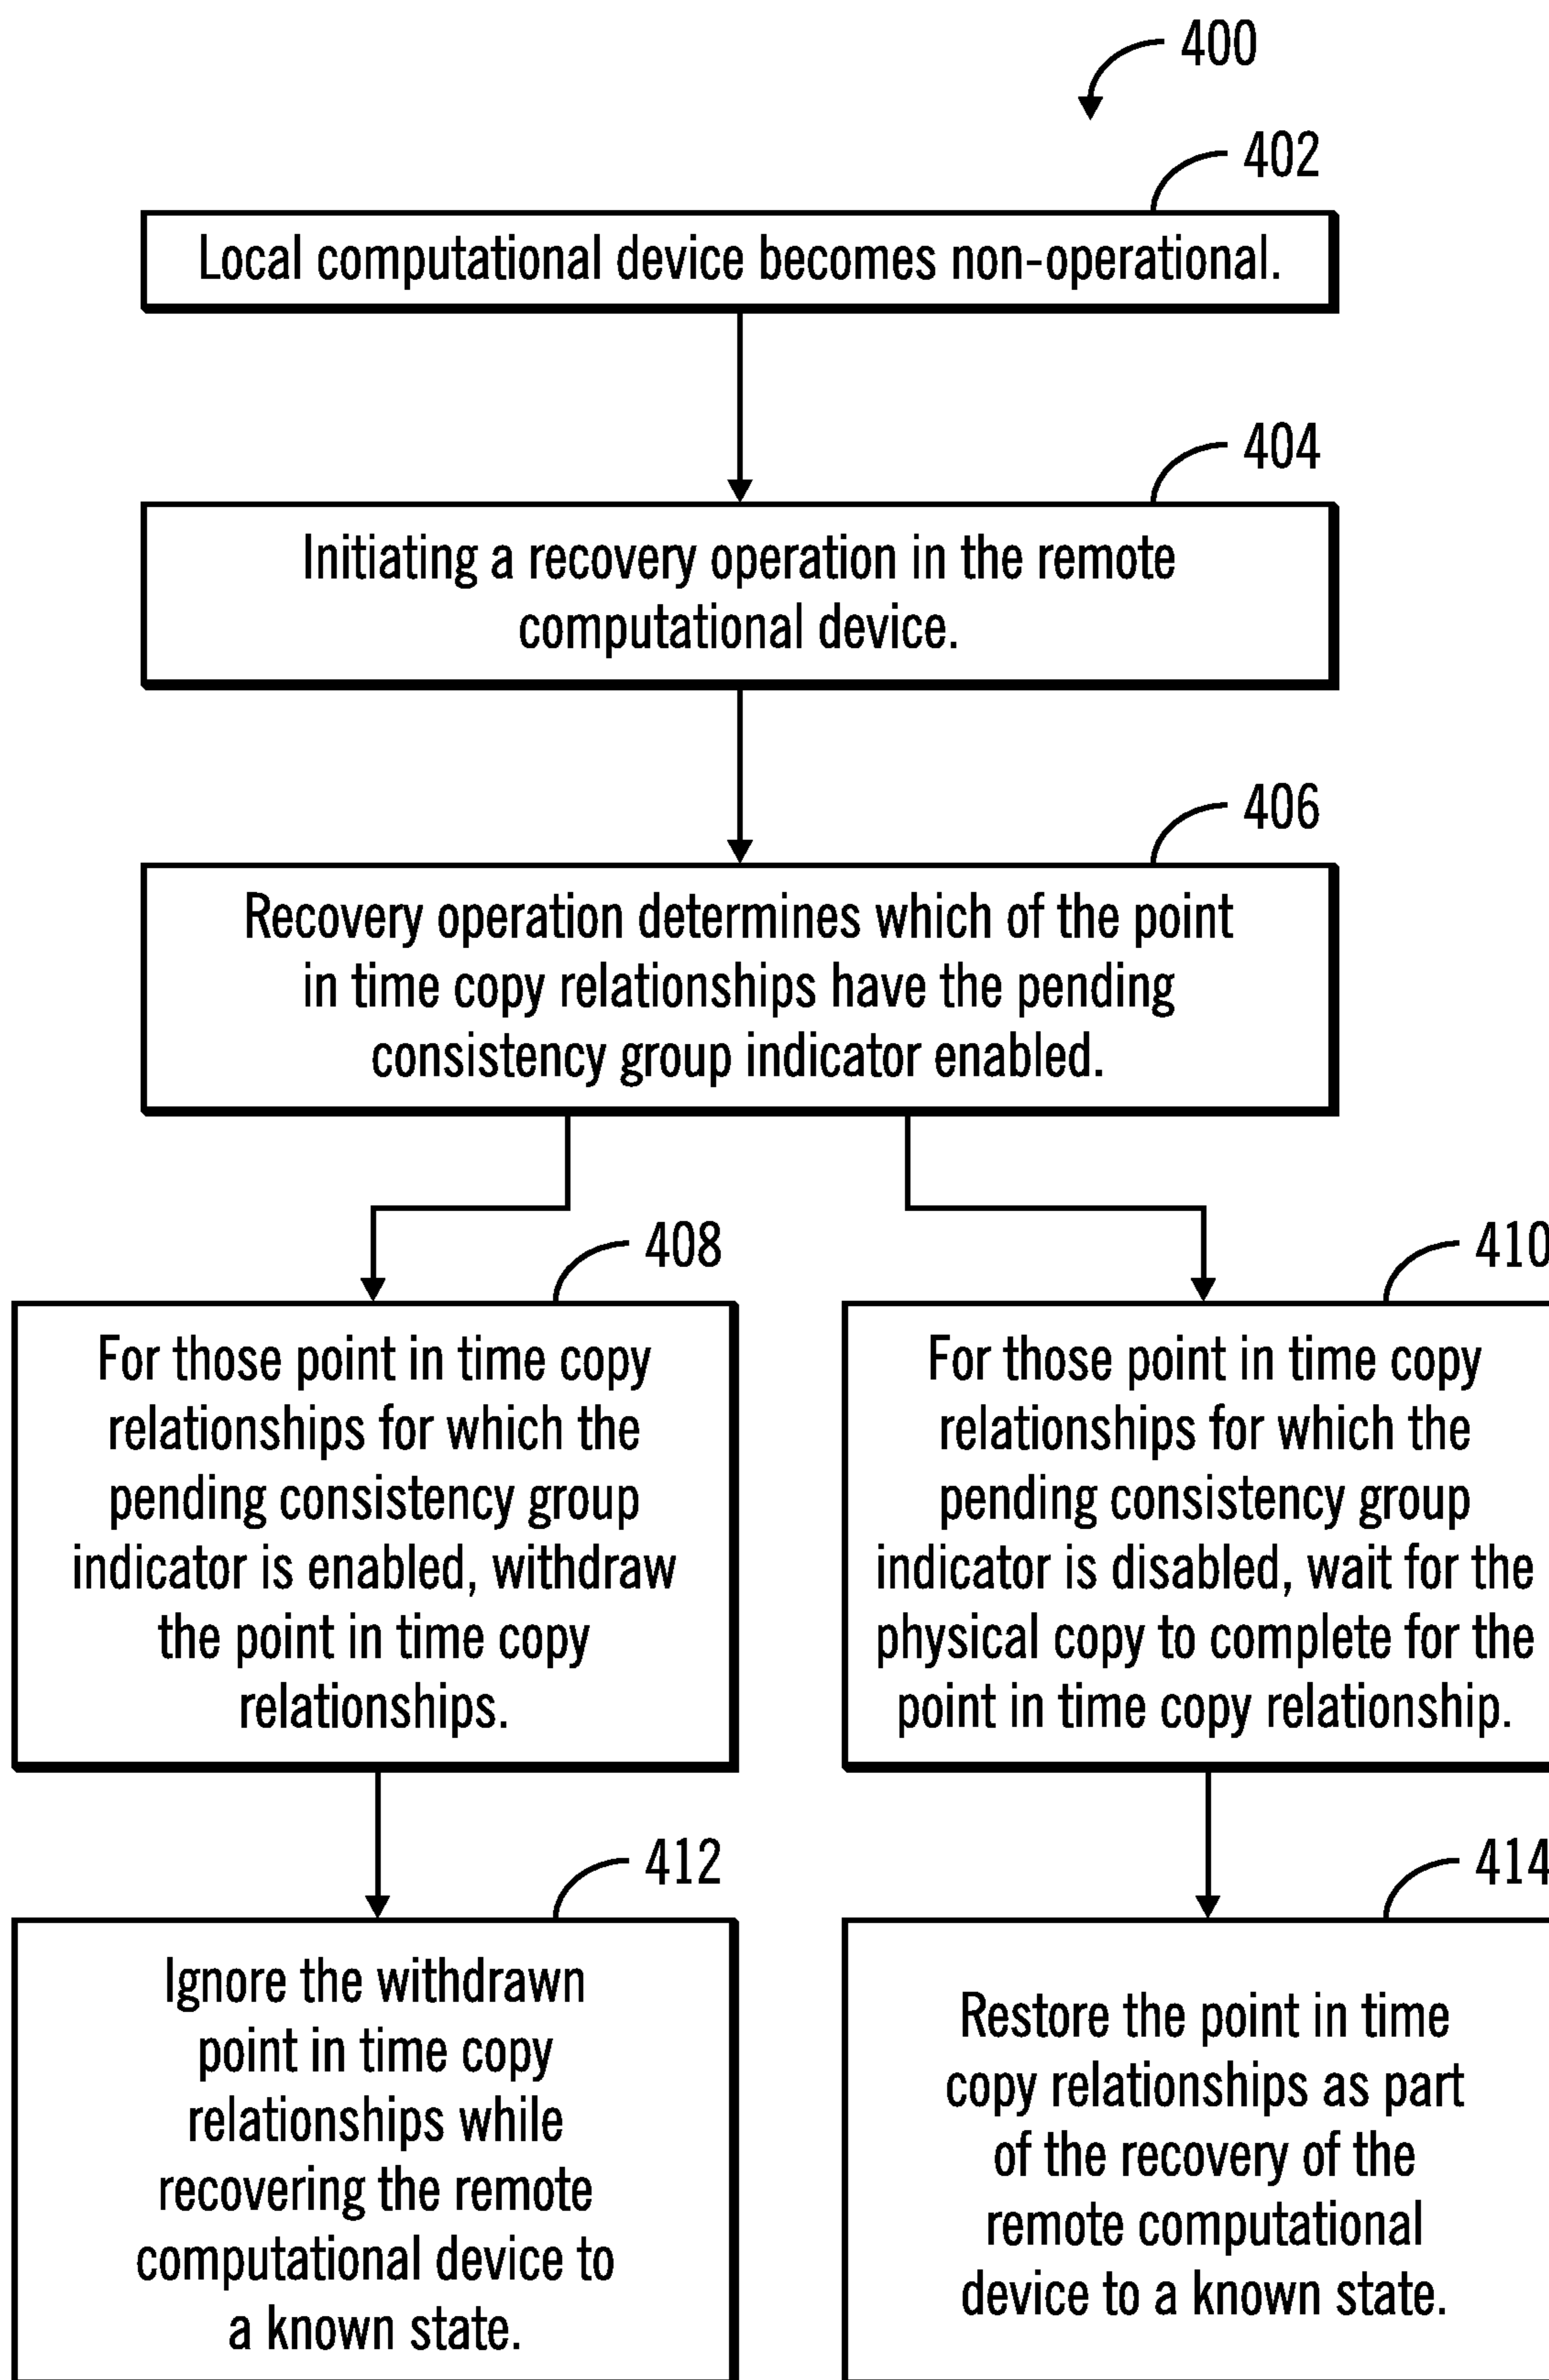 400
402
Local computational device becomes non-operational.
404
Initiating a recovery operation in the remote
computational device.
406
Recovery operation determines which of the point
in time copy relationships have the pending
consistency group indicator enabled.
408
For those point in time copy
relationships for which the
pending consistency group
indicator is enabled, withdraw
the point in time copy
relationships.
410
For those point in time copy
relationships for which the
pending consistency group
indicator is disabled, wait for the
physical copy to complete for the
point in time copy relationship.
412
Ignore the withdrawn
point in time copy
relationships while
recovering the remote
computational device to
a known state.
414
Restore the point in time
copy relationships as part
of the recovery of the
remote computational
device to a known state.